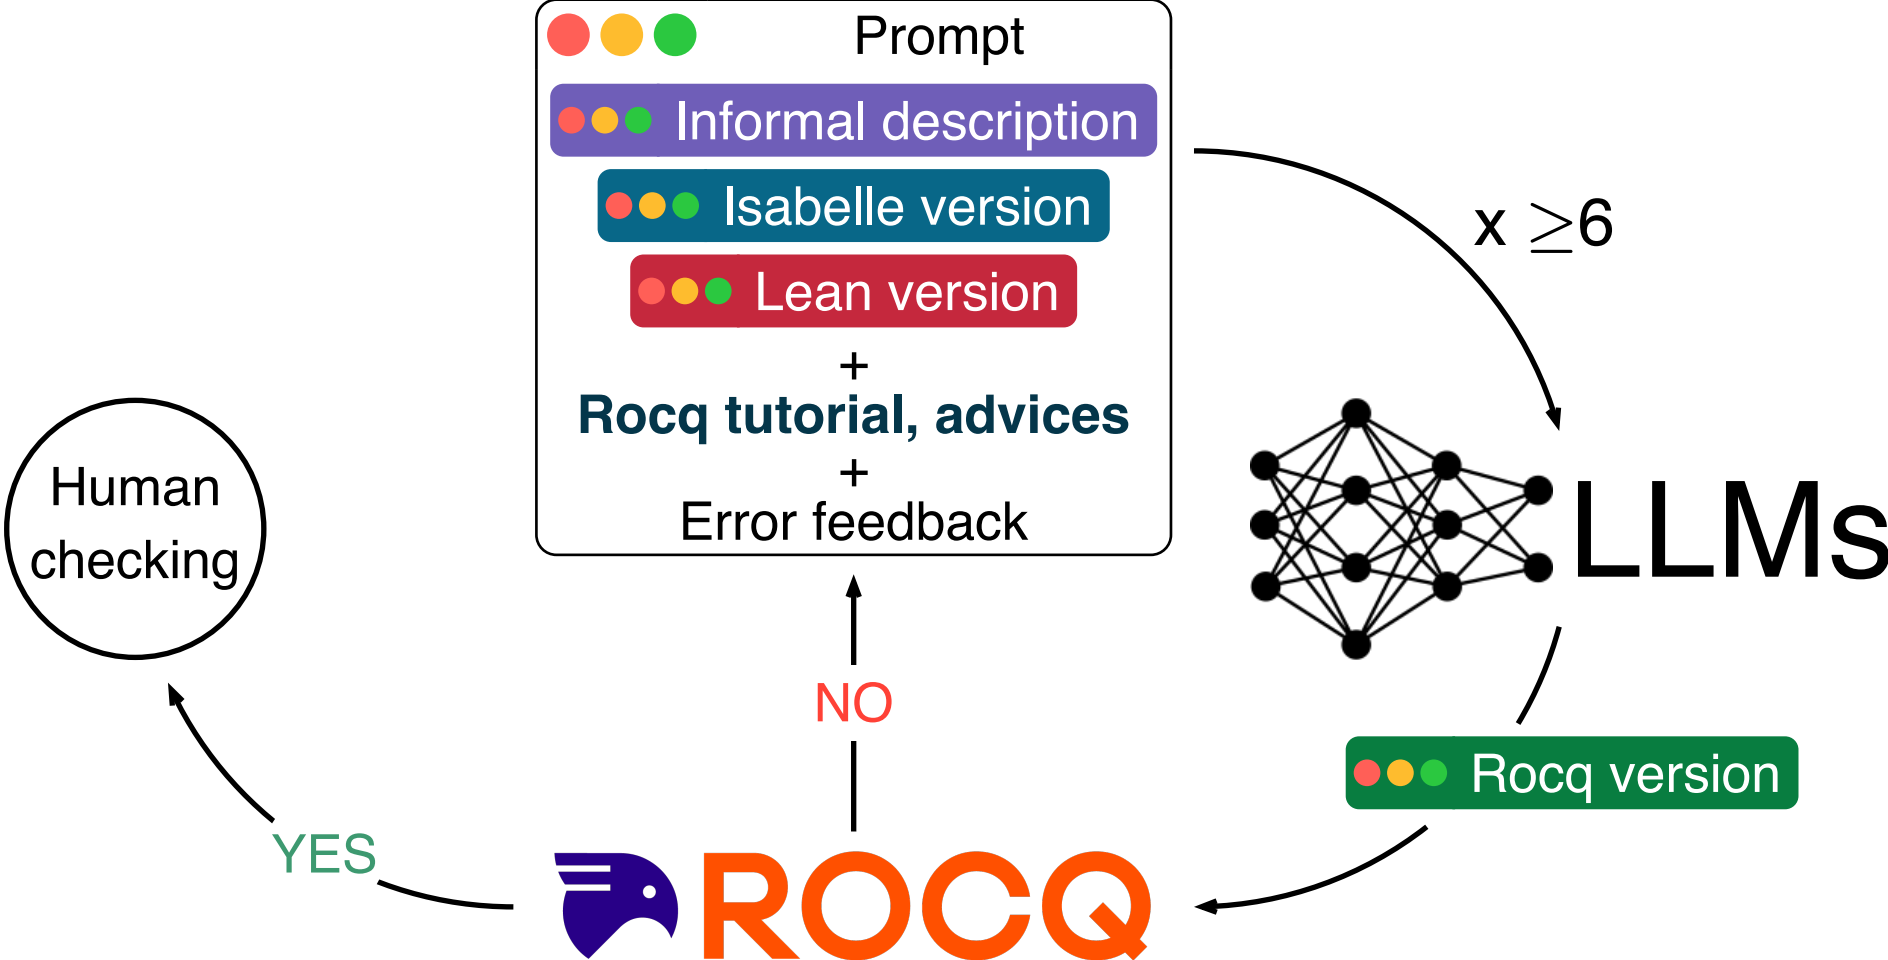 Prompt
Informal description
Isabelle version
Lean version
+
Rocq tutorial, advices
+
Error feedback
x ≥6
LLMs
Rocq version
ROCQ
NO
YES
Human
checking